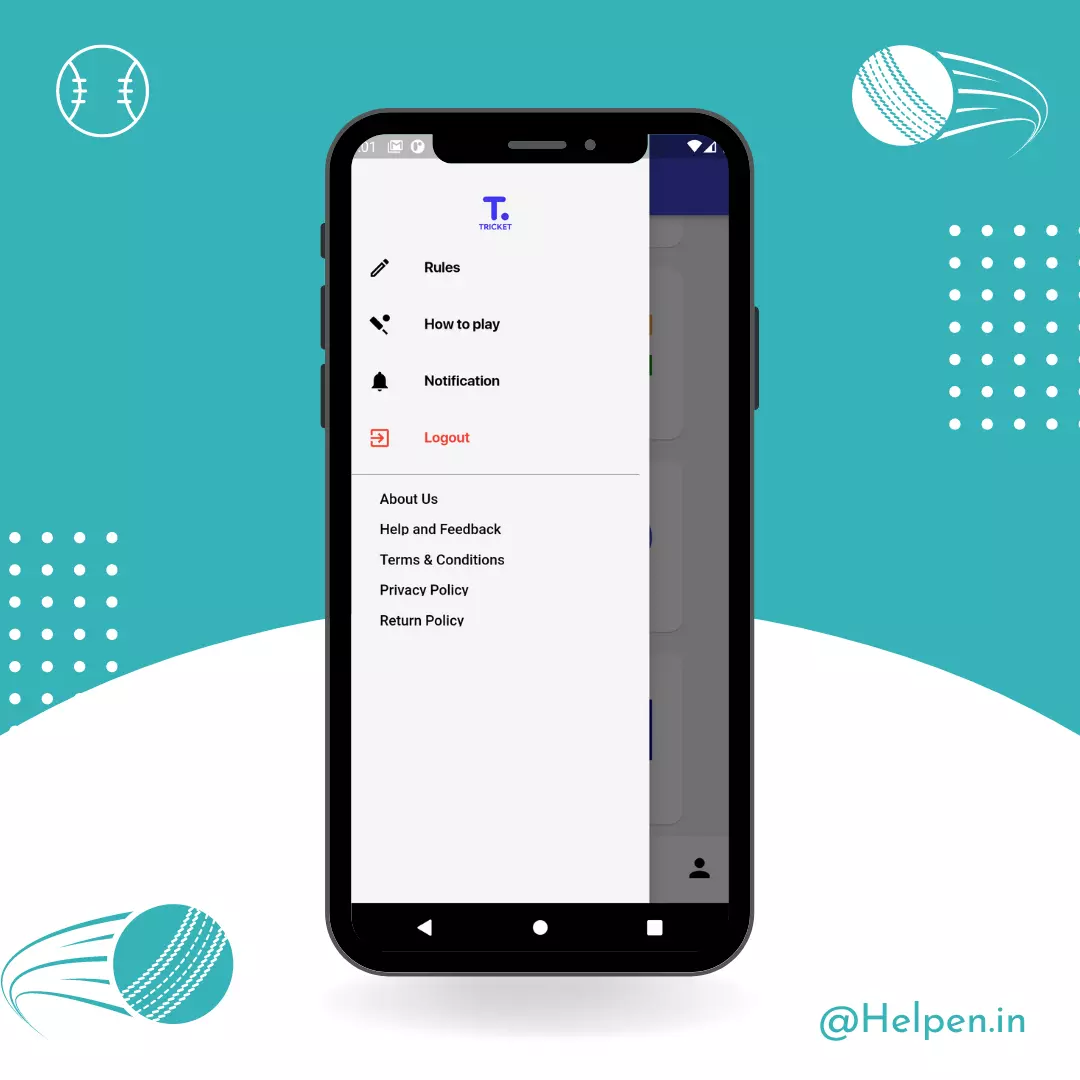 :01
T.
TRICKET
Rules
How to play
Notification
Logout
About Us
Help and Feedback
Terms & Conditions
Privacy Policy
Return Policy
@Helpen.in